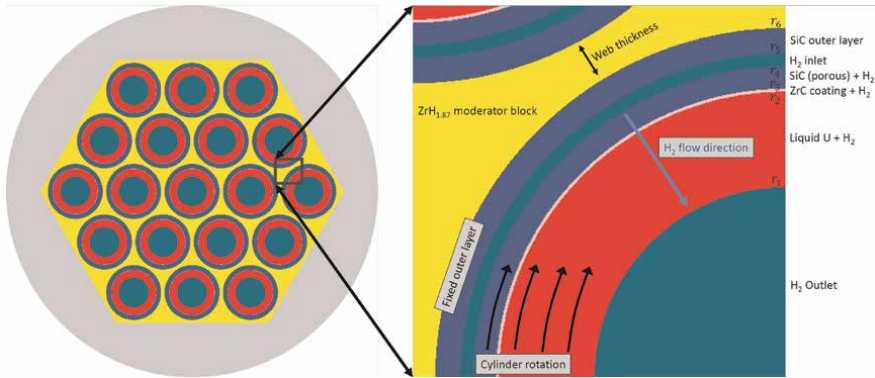 r₆
SiC outer layer
Web thickness
r₅
H₂ inlet
r₄
SiC (porous) + H₂
r₃
ZrC coating + H₂
r₂
ZrH₁.₈₇ moderator block
Liquid U + H₂
H₂ flow direction
r₁
Fixed outer layer
H₂ Outlet
Cylinder rotation